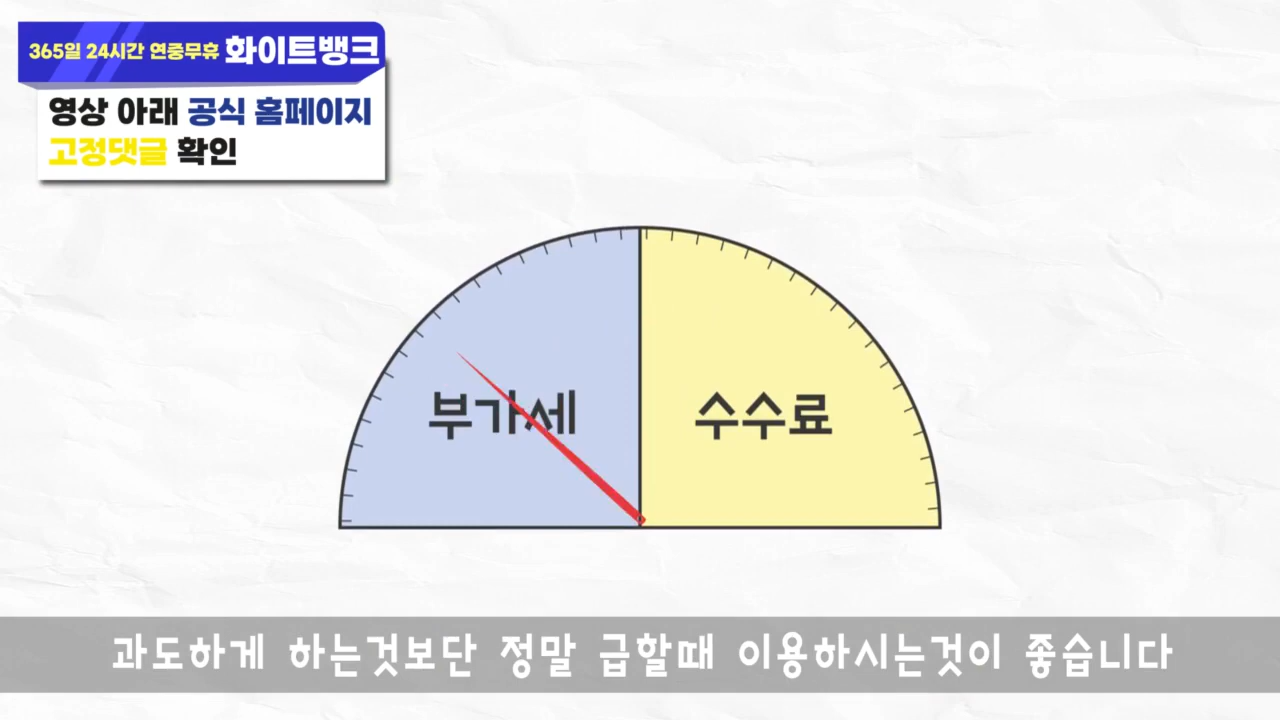 365일 24시간 연중무휴 화이트뱅크
영상 아래 공식 홈페이지
고정댓글 확인
부가세
수수료
과도하게 하는것보단 정말 급할때 이용하시는것이 좋습니다